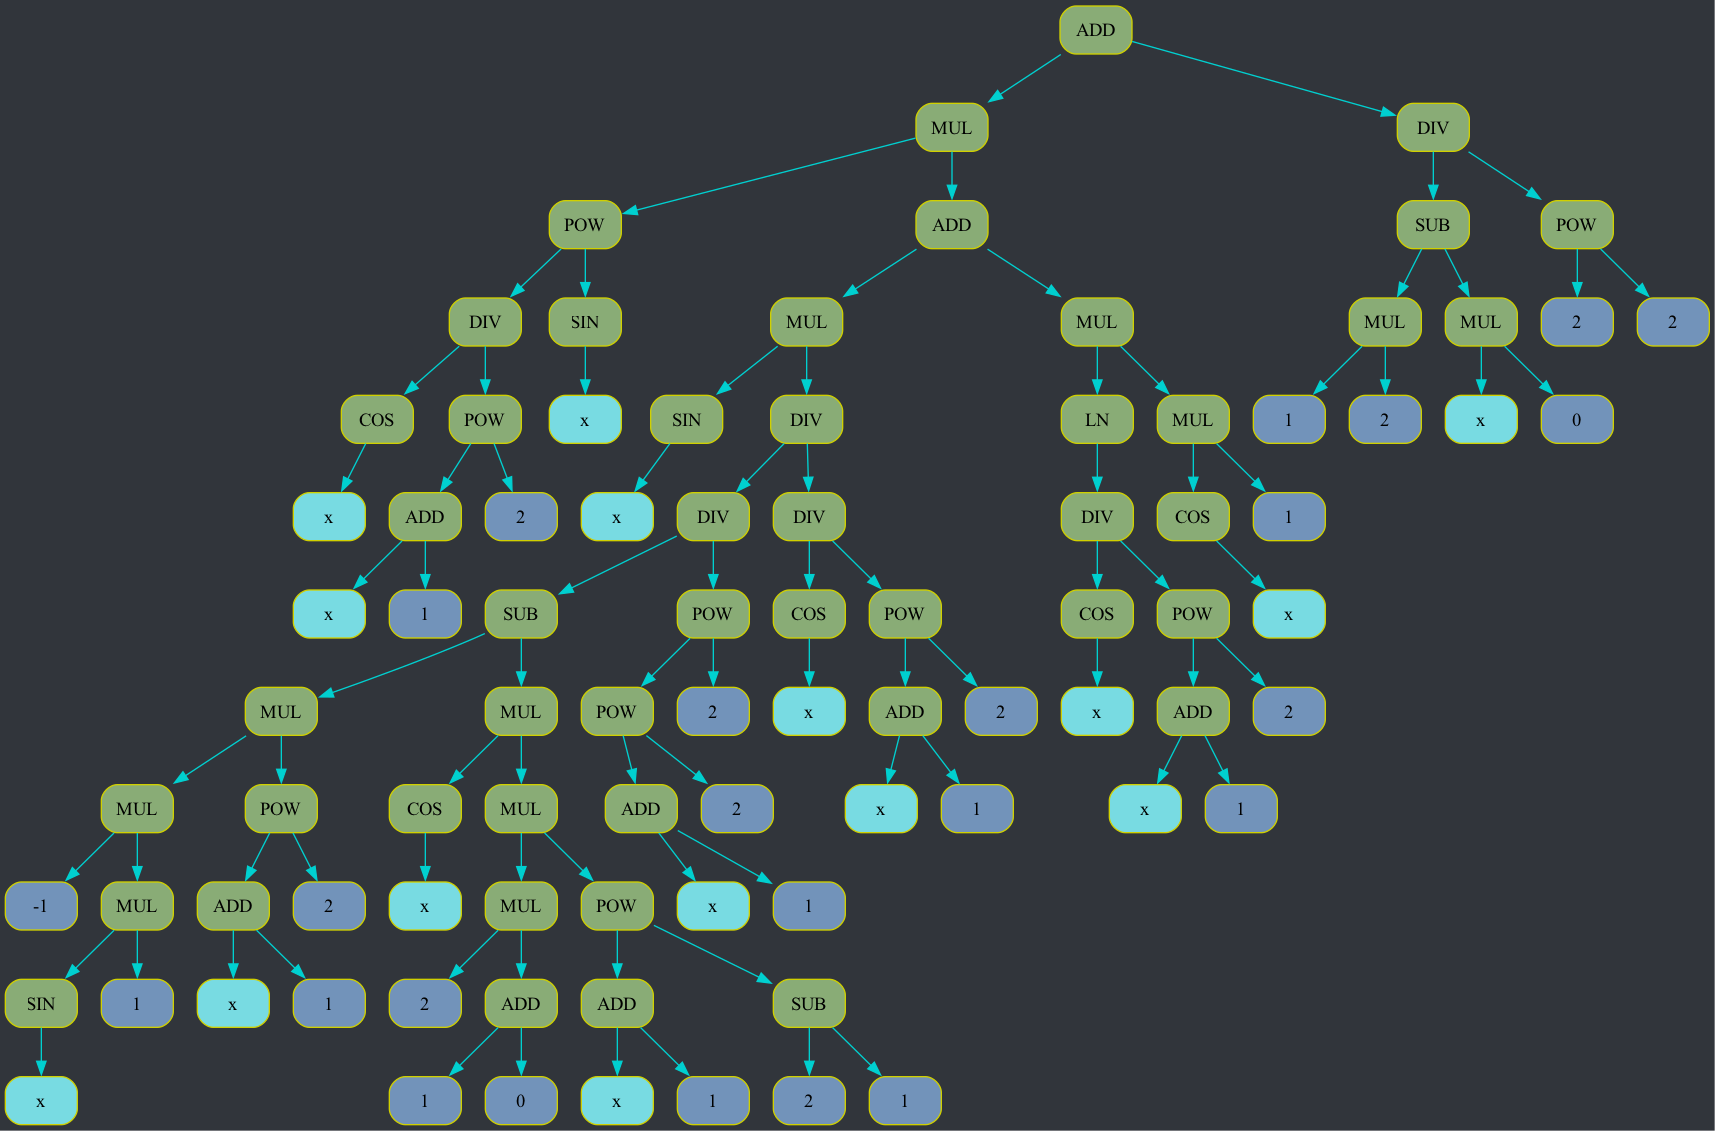 ADD
MUL DIV
POW ADD SUB POW
DIV SIN MUL MUL MUL MUL 2 2
COS POW x SIN DIV LN MUL 1 2 x 0
x ADD 2 x DIV DIV DIV COS 1
x 1 SUB POW COS POW COS POW x
MUL MUL POW 2 x ADD 2 x ADD 2
MUL POW COS MUL ADD 2 x 1 x 1
-1 MUL ADD 2 x MUL POW x 1
SIN 1 x 1 2 ADD ADD SUB
x 1 0 x 1 2 1